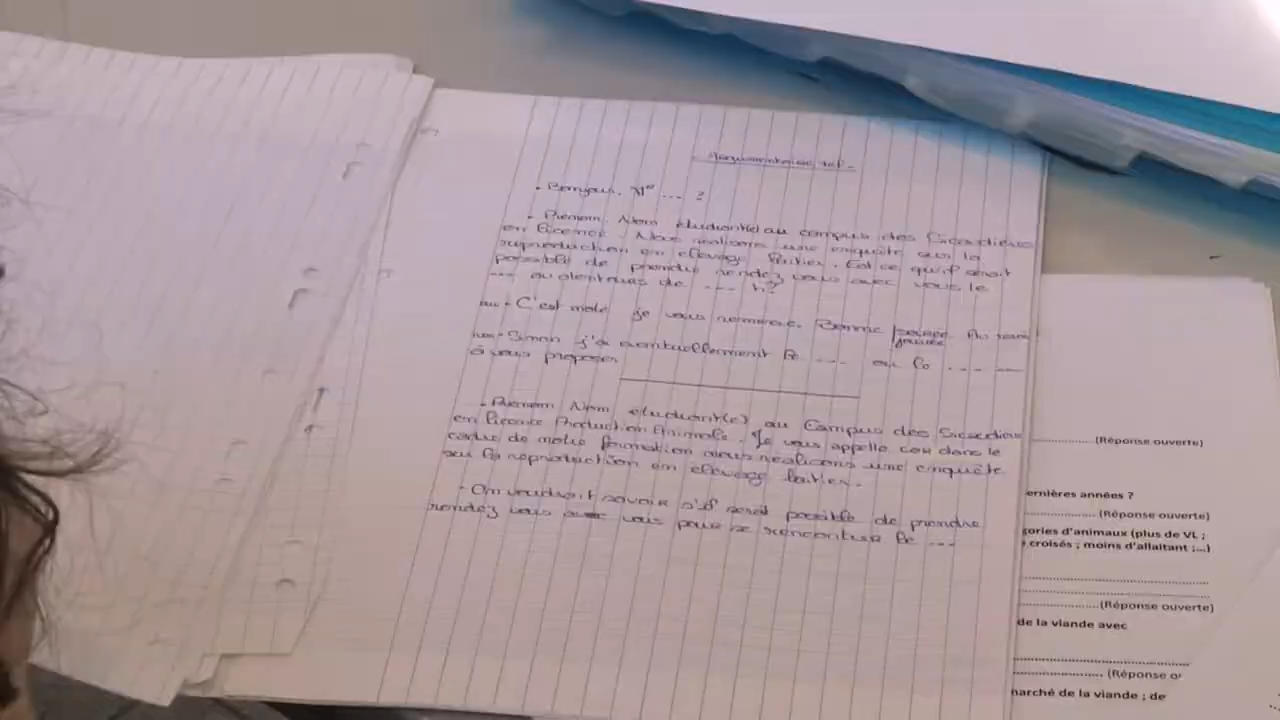 - Bonjour, Mr ... ?
- Prénom, Nom étudiant(e) au campus des Sicaudières
en licence. Nous réalisons une enquête sur la
reproduction en élevage laitier. Est ce qu'il serait
possible de prendre rendez vous avec vous le
--- au alentours de --- h?
- C'est noté je vous remercie. Bonne soirée
journée
- Sinon j'ai éventuellement le --- ou le ---- ---
à vous proposer
- Prénom Nom étudiant(e) au Campus des Sicaudières
en licence Production Animale. Je vous appelle car dans le
cadre de notre formation nous réalisons une enquête
sur la reproduction en élevage laitier.
- On voudrait savoir s'il serait possible de prendre
rendez vous avec vous pour se rencontrer le ---
(Réponse ouverte)
ernières années ?
(Réponse ouverte)
gories d'animaux (plus de VL ;
croisés ; moins d'allaitant ;...)
(Réponse ouverte)
de la viande avec
(Réponse o
marché de la viande ; de